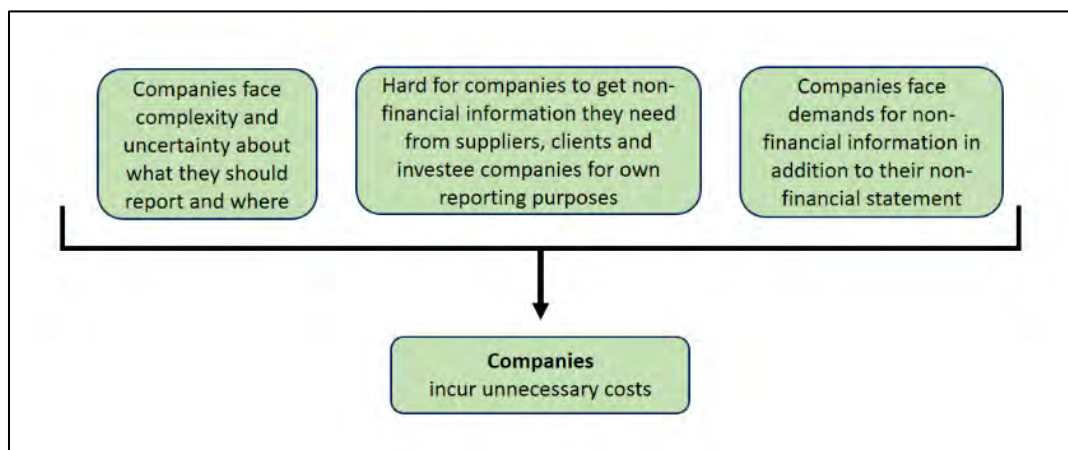 Companies face
complexity and
uncertainty about
what they should
report and where
Hard for companies to get non-
financial information they need
from suppliers, clients and
investee companies for own
reporting purposes
Companies face
demands for non-
financial information in
addition to their non-
financial statement
Companies
incur unnecessary costs